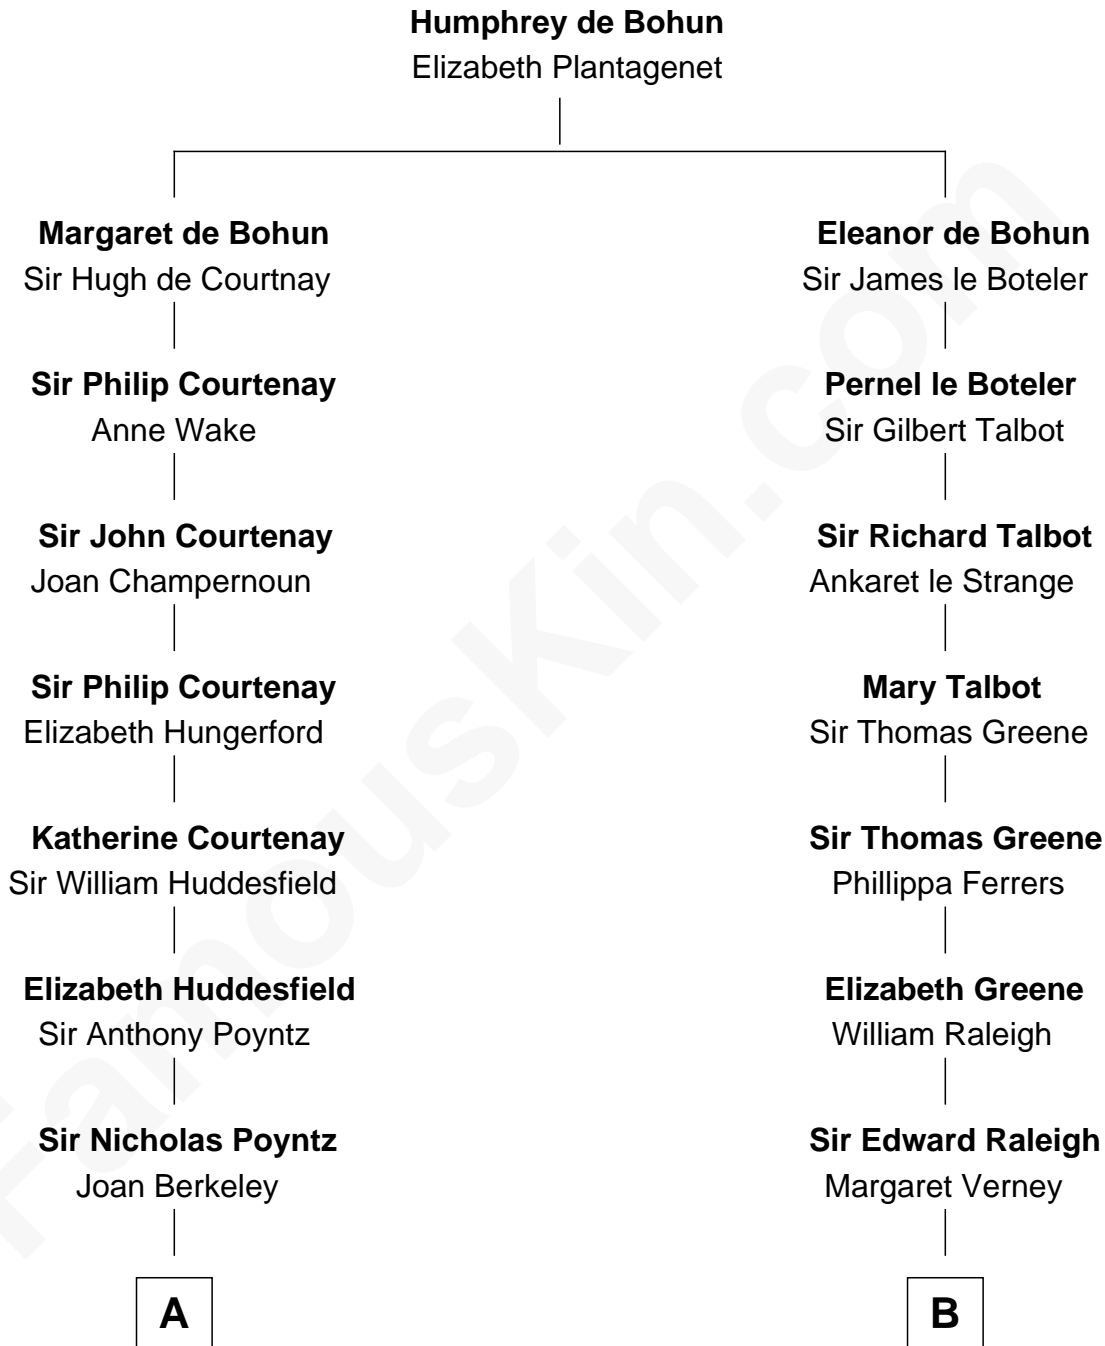 Humphrey de Bohun
Elizabeth Plantagenet
Margaret de Bohun
Sir Hugh de Courtnay
Eleanor de Bohun
Sir James le Boteler
Sir Philip Courtenay
Anne Wake
Pernel le Boteler
Sir Gilbert Talbot
Sir John Courtenay
Joan Champernoun
Sir Richard Talbot
Ankaret le Strange
Sir Philip Courtenay
Elizabeth Hungerford
Mary Talbot
Sir Thomas Greene
Katherine Courtenay
Sir William Huddesfield
Sir Thomas Greene
Phillippa Ferrers
Elizabeth Huddesfield
Sir Anthony Poyntz
Elizabeth Greene
William Raleigh
Sir Nicholas Poyntz
Joan Berkeley
Sir Edward Raleigh
Margaret Verney
A
B
FamousKin.com